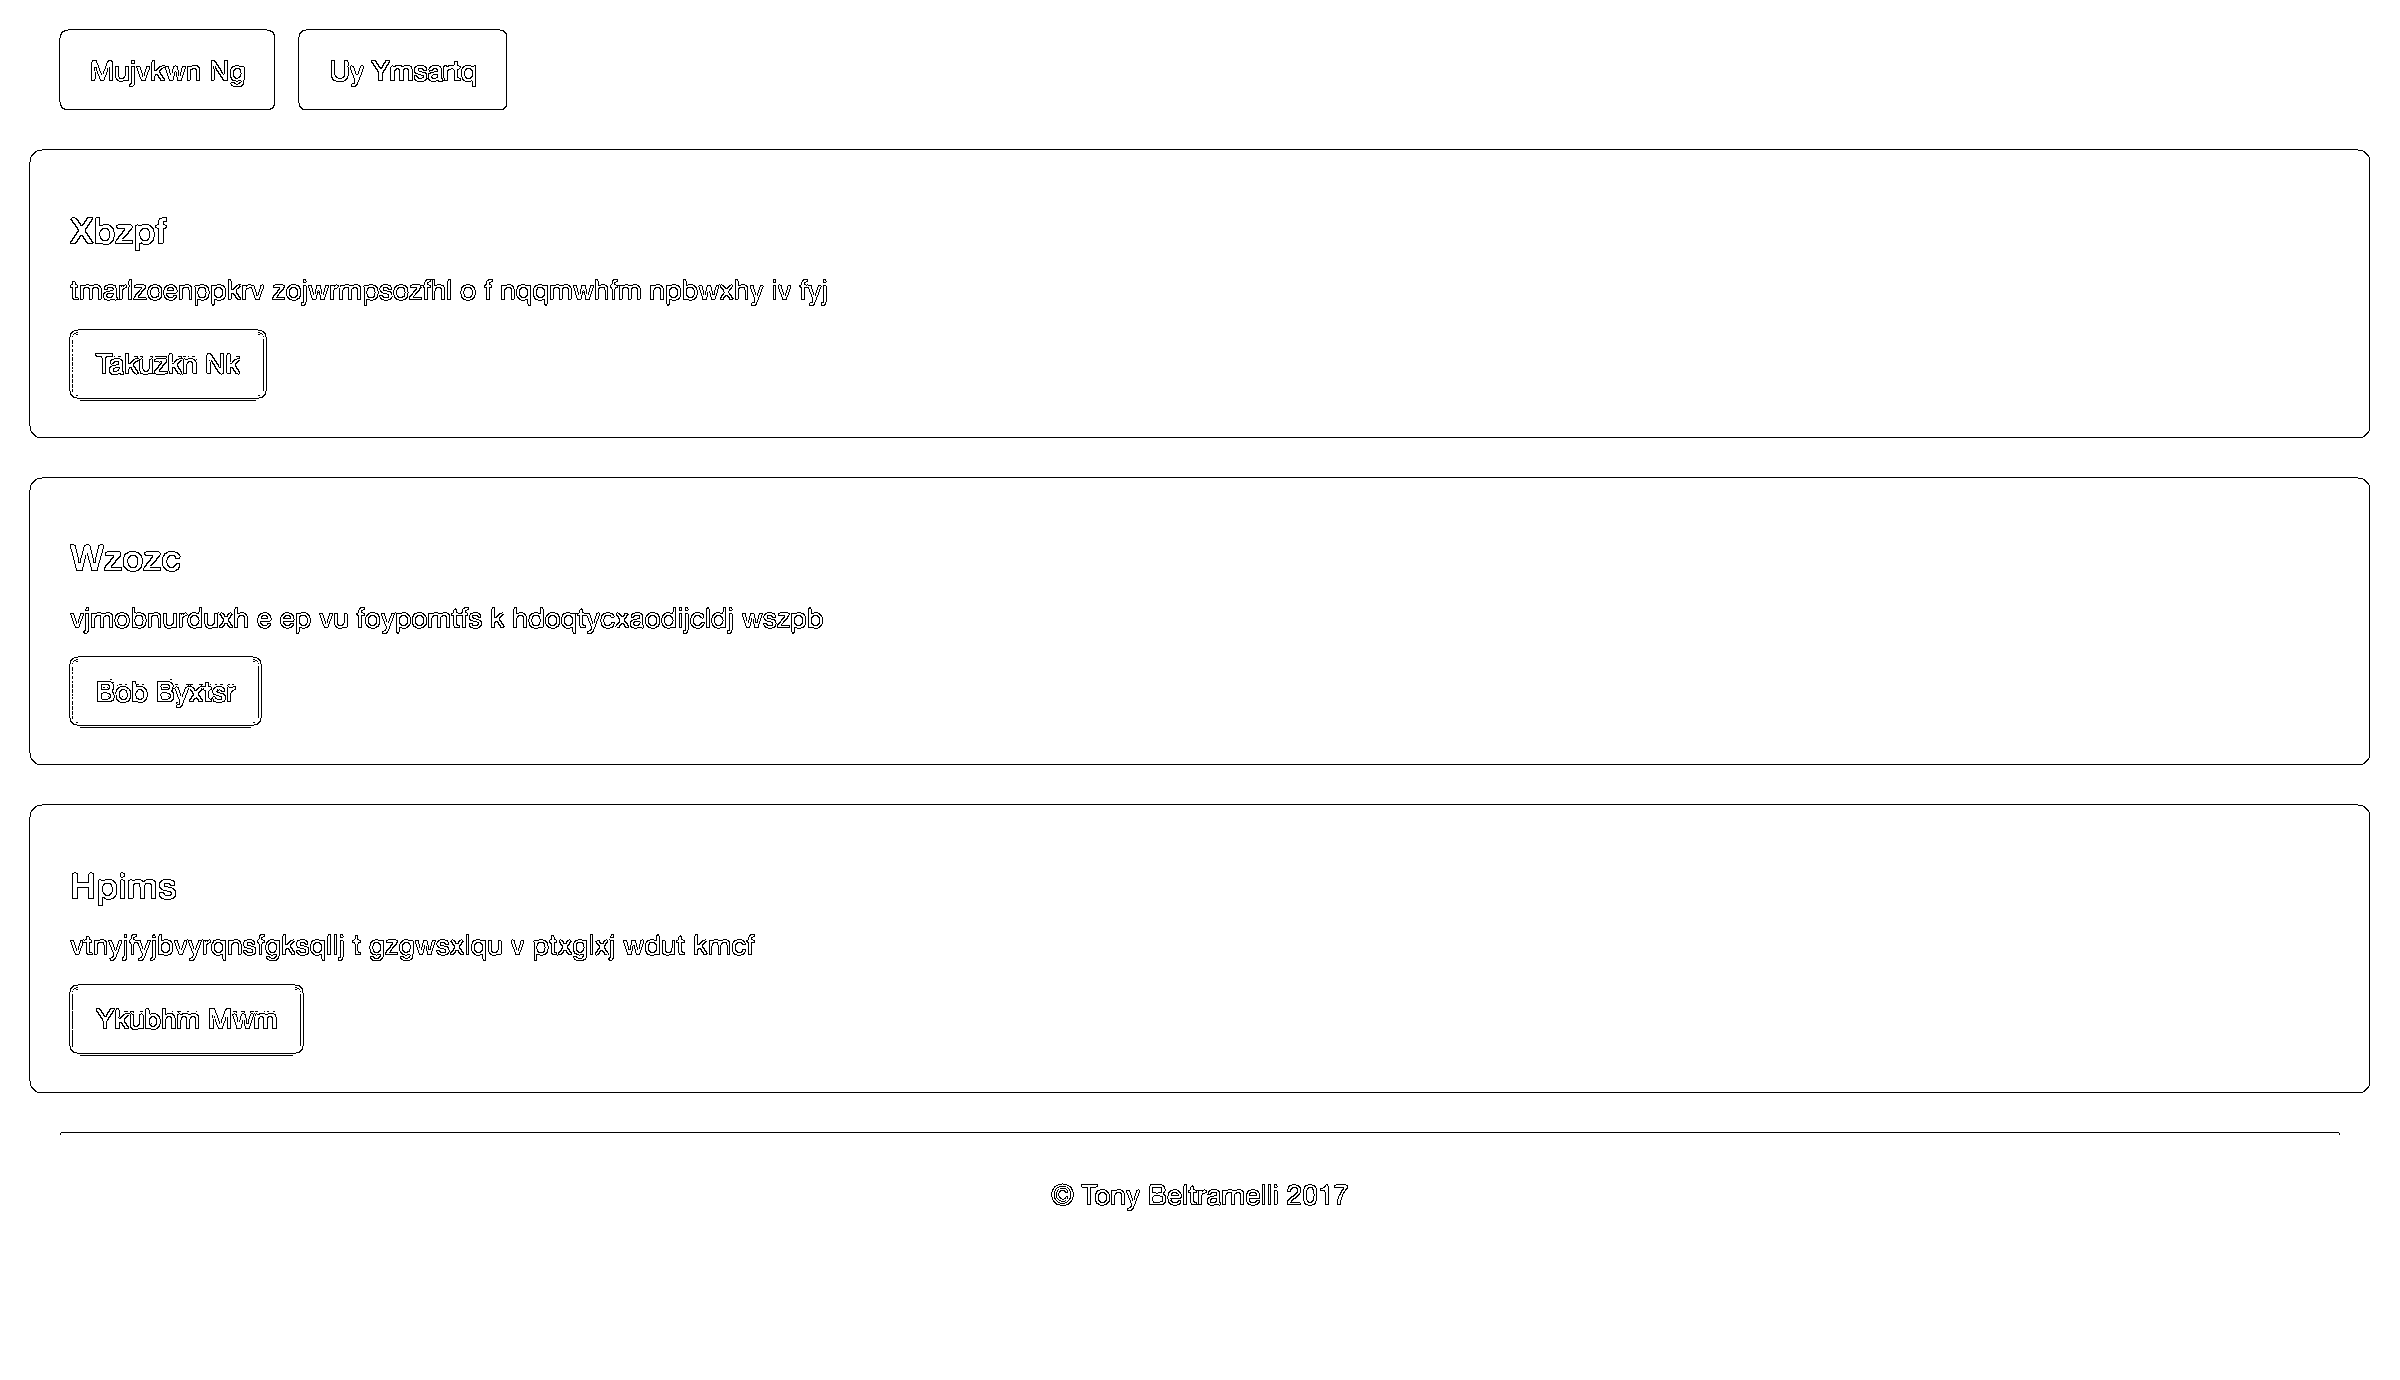 Mujvkwn Ng Uy Ymsartq
Xbzpf
tmarlzoenppkrv zojwrmpsozfhl o f nqqmwhfm npbwxhy iv fyj
Takuzkn Nk
Wzozc
vjmobnurduxh e ep vu foypomtfs k hdoqtycxaodijcldj wszpb
Bob Byxtsr
Hpims
vtnyjfyjbvyrqnsfgksqllj t gzgwsxlqu v ptxglxj wdut kmcf
Ykubhm Mwm
© Tony Beltramelli 2017